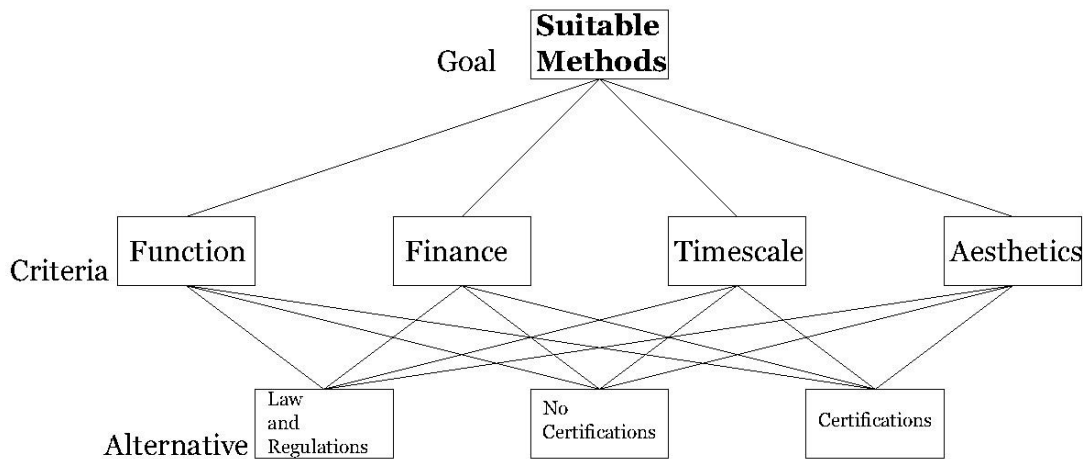 Suitable
Methods
Goal
Function
Finance
Timescale
Aesthetics
Criteria
Law
and
Regulations
No
Certifications
Certifications
Alternative